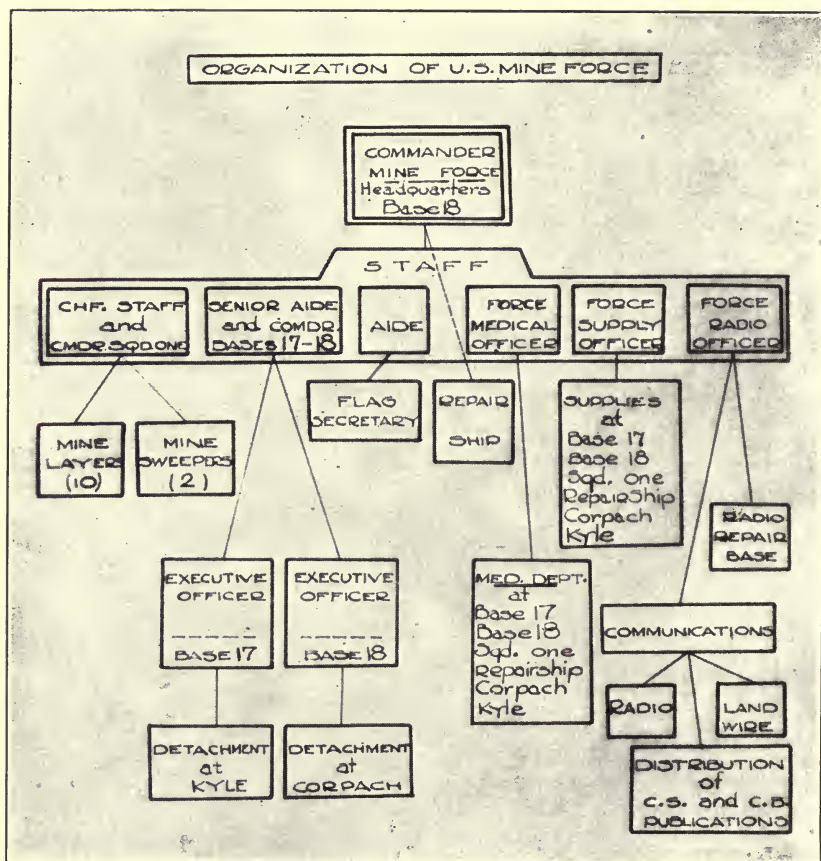 ORGANIZATION OF U.S. MINE FORCE
COMMANDER
MINE FORCE
Headquarters
Base 18
STAFF
CHF. STAFF
and
CMDR. SQD. ONE
SENIOR AIDE
and COMDR.
BASES 17-18
AIDE
FORCE
MEDICAL
OFFICER
FORCE
SUPPLY
OFFICER
FORCE
RADIO
OFFICER
MINE
LAYERS
(10)
MINE
SWEEPERS
(2)
FLAG
SECRETARY
REPAIR
SHIP
SUPPLIES
at
Base 17
Base 18
Sqd. one
RepairShip
Corpach
Kyle
RADIO
REPAIR
BASE
EXECUTIVE
OFFICER
BASE 17
EXECUTIVE
OFFICER
BASE 18
MED. DEPT.
at
Base 17
Base 18
Sqd. one
Repairship
Corpach
Kyle
COMMUNICATIONS
RADIO
LAND
WIRE
DETACHMENT
at
KYLE
DETACHMENT
at
CORPACH
DISTRIBUTION
of
C.S. and C.B.
PUBLICATIONS